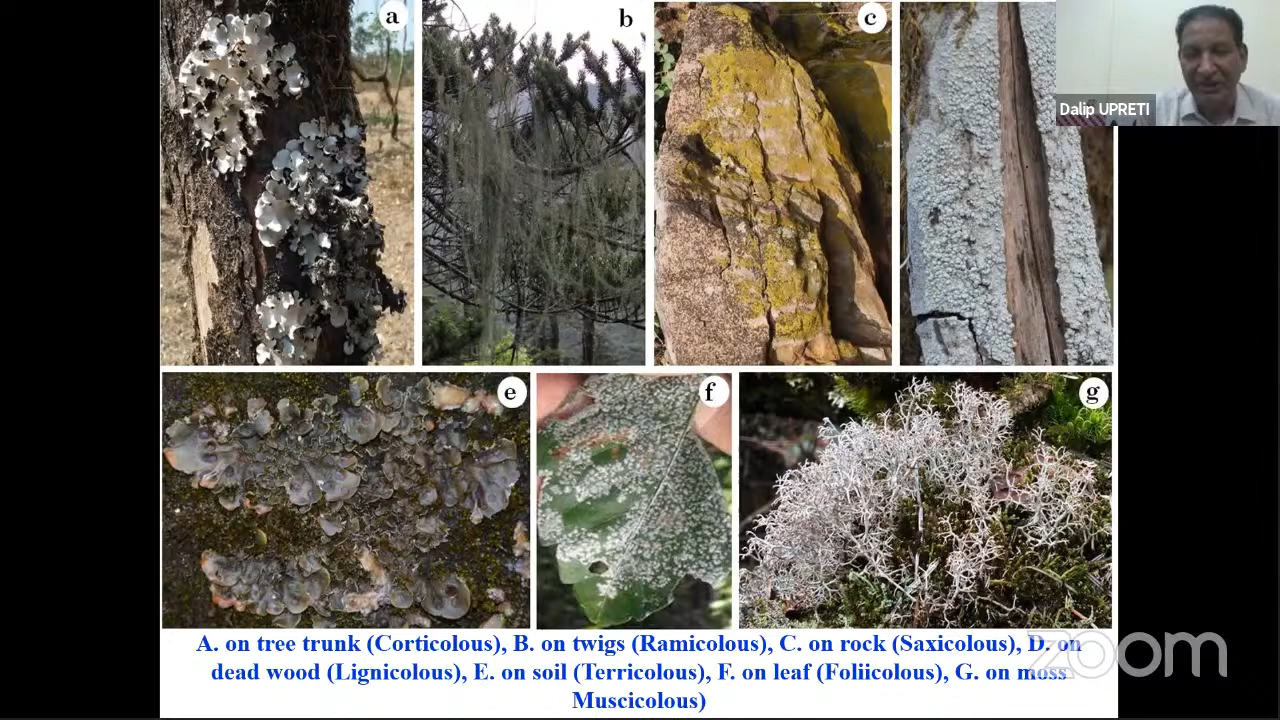 a
b
c
Dalip UPRETI
e
f
g
A. on tree trunk (Corticolous), B. on twigs (Ramicolous), C. on rock (Saxicolous), D. on
dead wood (Lignicolous), E. on soil (Terricolous), F. on leaf (Foliicolous), G. on moss
Muscicolous)
zoom